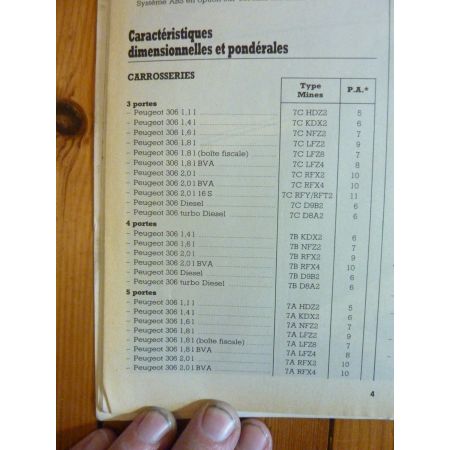 Système ABS en option sur
Caractéristiques
dimensionnelles et pondérales
CARROSSERIES
Type Mines
P.A.*
3 portes
– Peugeot 306 1,1 l 7C HDZ2 5
– Peugeot 306 1,4 l 7C KDX2 6
– Peugeot 306 1,6 l 7C NFZ2 7
– Peugeot 306 1,8 l 7C LFZ2 9
– Peugeot 306 1,8 l (boîte fiscale) 7C LFZ8 7
– Peugeot 306 1,8 l BVA 7C LFZ4 8
– Peugeot 306 2,0 l 7C RFX2 10
– Peugeot 306 2,0 l BVA 7C RFX4 10
– Peugeot 306 2,0 l 16 S 7C RFY/RFT2 11
– Peugeot 306 Diesel 7C D9B2 6
– Peugeot 306 turbo Diesel 7C D8A2 6
4 portes
– Peugeot 306 1,4 l 7B KDX2 6
– Peugeot 306 1,6 l 7B NFZ2 7
– Peugeot 306 2,0 l 7B RFX2 9
– Peugeot 306 2,0 l BVA 7B RFX4 10
– Peugeot 306 Diesel 7B D9B2 6
– Peugeot 306 turbo Diesel 7B D8A2 6
5 portes
– Peugeot 306 1,1 l 7A HDZ2 5
– Peugeot 306 1,4 l 7A KDX2 6
– Peugeot 306 1,6 l 7A NFZ2 7
– Peugeot 306 1,8 l 7A LFZ2 9
– Peugeot 306 1,8 l (boîte fiscale) 7A LFZ8 7
– Peugeot 306 1,8 l BVA 7A LFZ4 8
– Peugeot 306 2,0 l 7A RFX2 10
– Peugeot 306 2,0 l BVA 7A RFX4 10
4